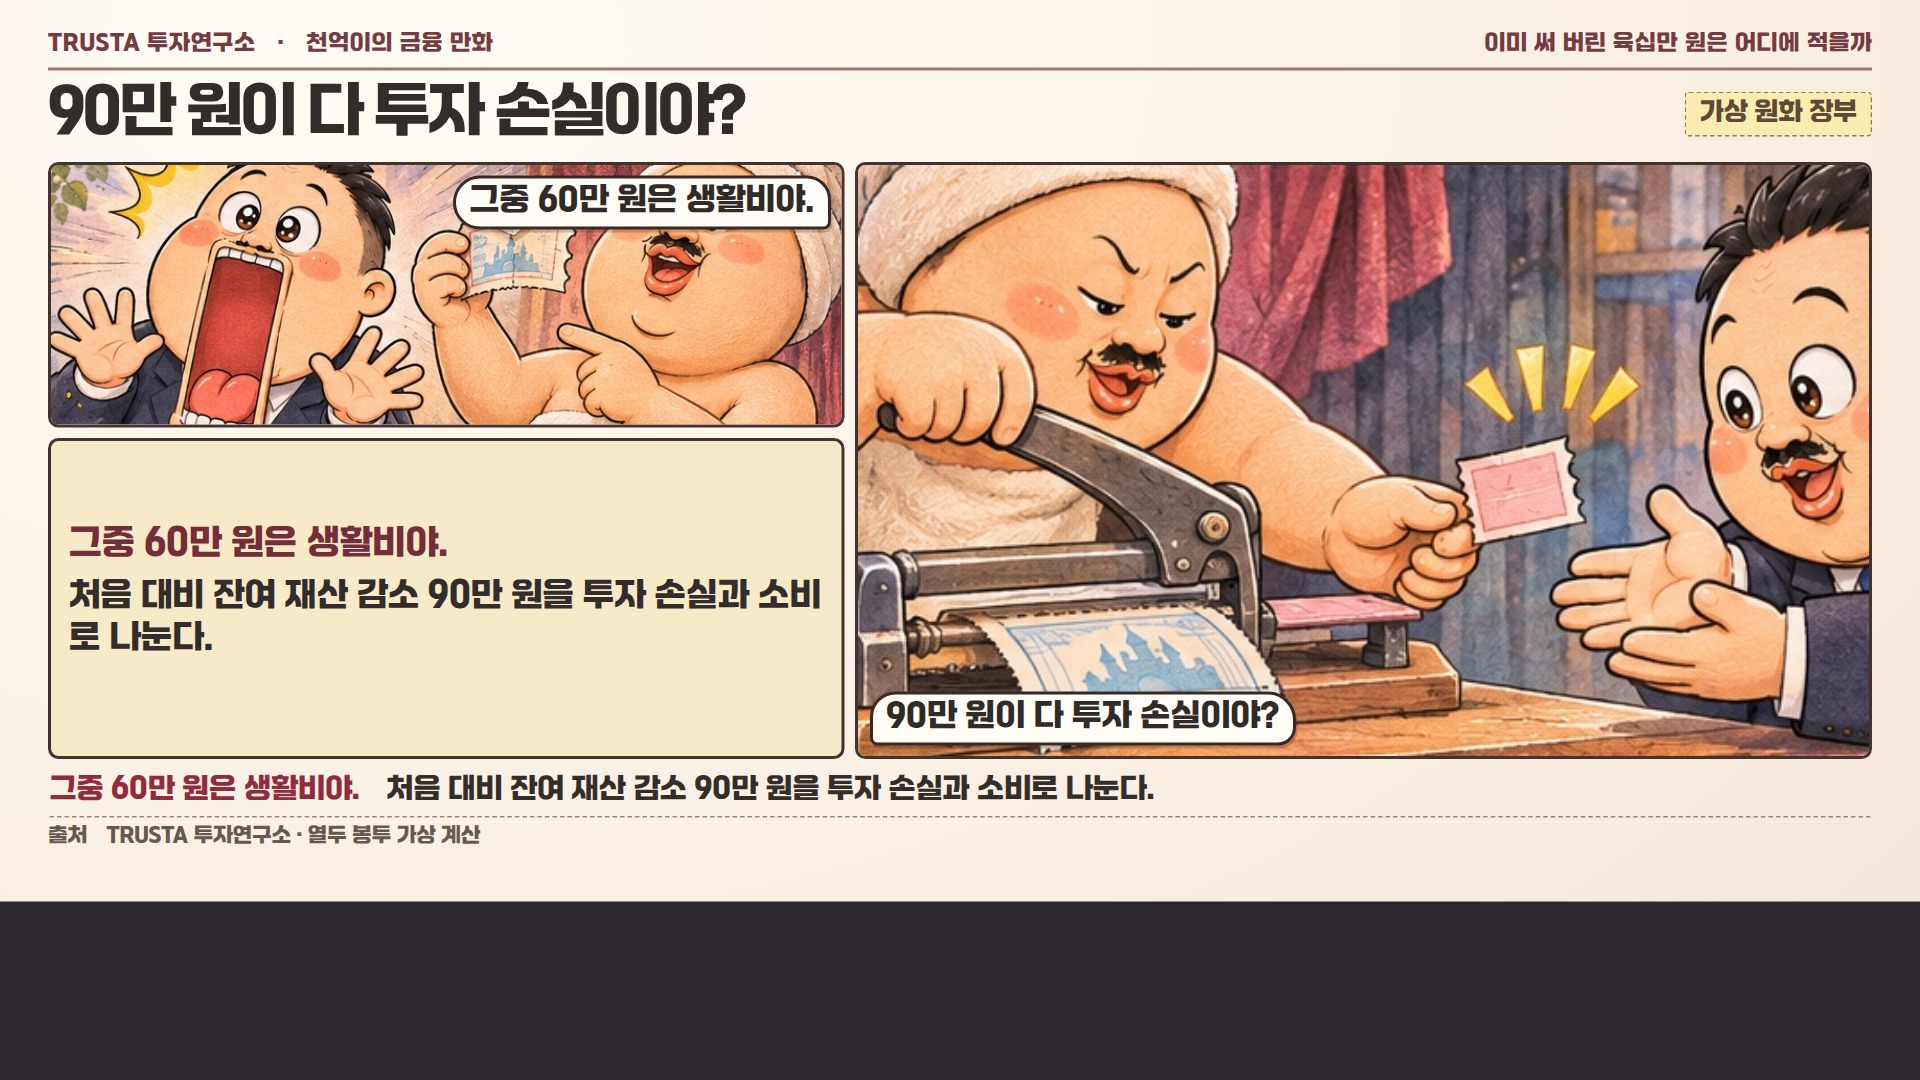 TRUSTA 투자연구소 · 천억이의 금융 만화
이미 써 버린 육십만 원은 어디에 적을까
90만 원이 다 투자 손실이야?
가상 원화 장부
그중 60만 원은 생활비야.
그중 60만 원은 생활비야.
처음 대비 잔여 재산 감소 90만 원을 투자 손실과 소비
로 나눈다.
90만 원이 다 투자 손실이야?
그중 60만 원은 생활비야. 처음 대비 잔여 재산 감소 90만 원을 투자 손실과 소비로 나눈다.
출처 TRUSTA 투자연구소 · 열두 봉투 가상 계산